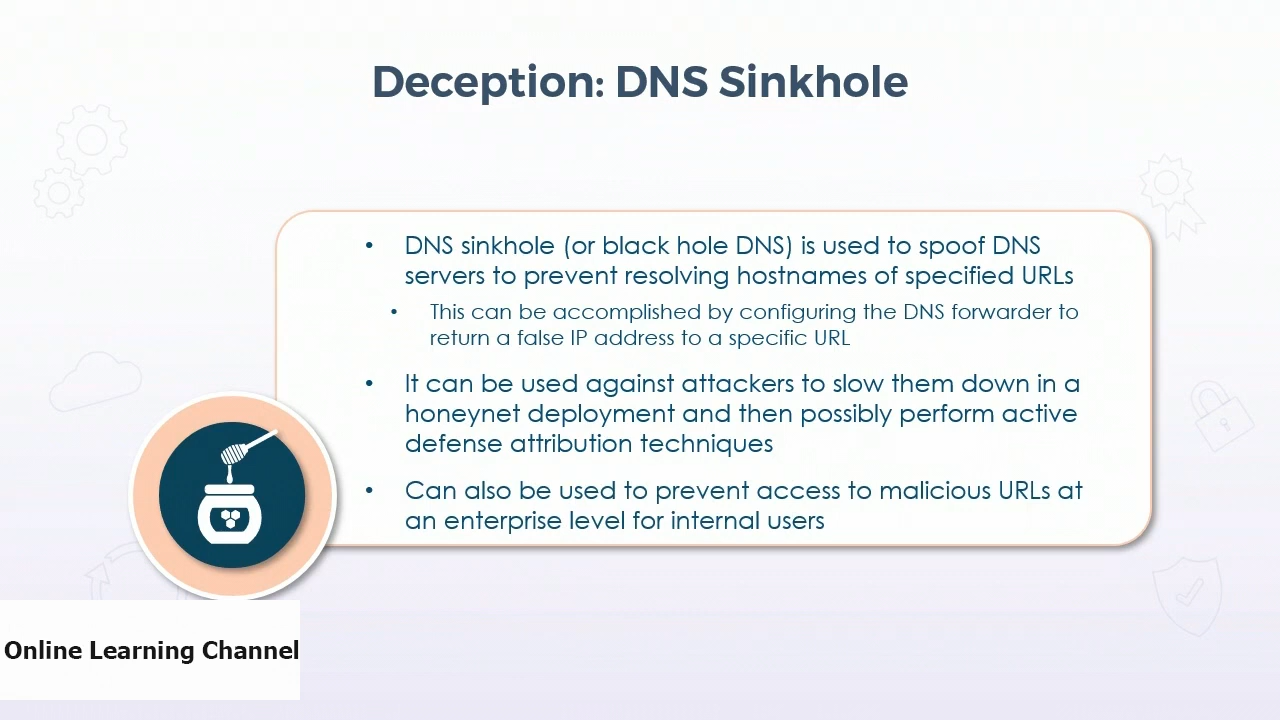 Deception: DNS Sinkhole
• DNS sinkhole (or black hole DNS) is used to spoof DNS
servers to prevent resolving hostnames of specified URLs
• This can be accomplished by configuring the DNS forwarder to
return a false IP address to a specific URL
• It can be used against attackers to slow them down in a
honeynet deployment and then possibly perform active
defense attribution techniques
• Can also be used to prevent access to malicious URLs at
an enterprise level for internal users
Online Learning Channel